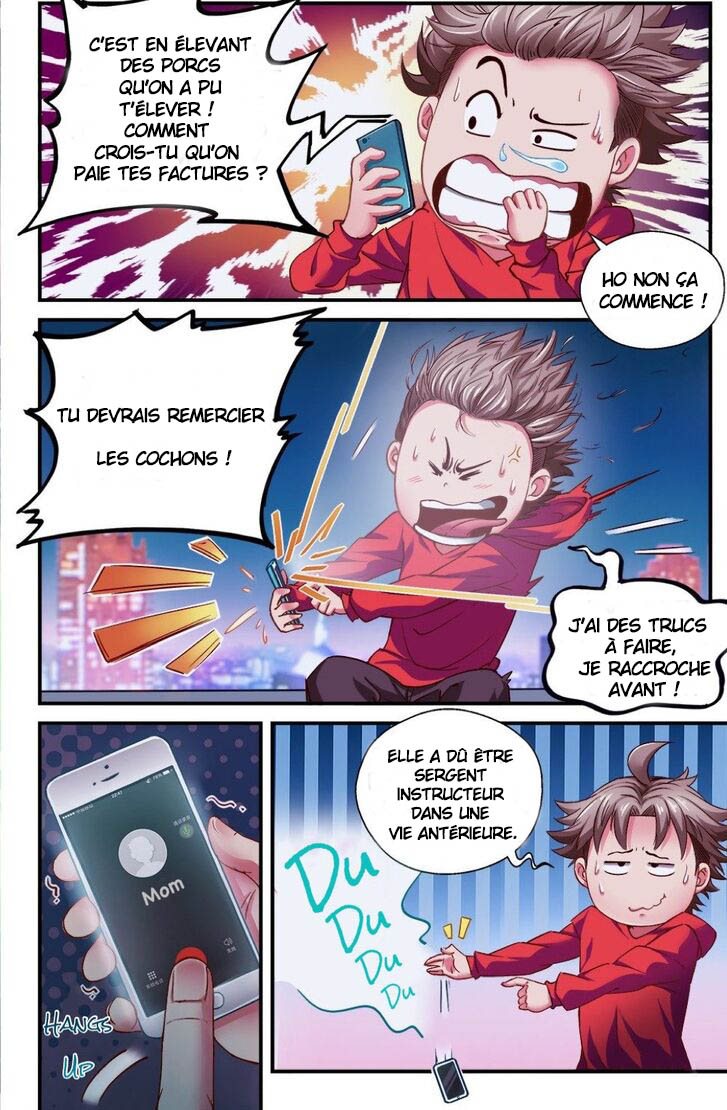 C'EST EN ÉLEVANT
DES PORCS
QU'ON A PU
T'ÉLEVER !
COMMENT
CROIS-TU QU'ON
PAIE TES FACTURES ?
HO NON ÇA
COMMENCE !
TU DEVRAIS REMERCIER
LES COCHONS !
J'AI DES TRUCS
À FAIRE,
JE RACCROCHE
AVANT !
22:47
Mom
HANGS
UP
ELLE A DÛ ÊTRE
SERGENT
INSTRUCTEUR
DANS UNE
VIE ANTÉRIEURE.
DU
DU
DU
DU